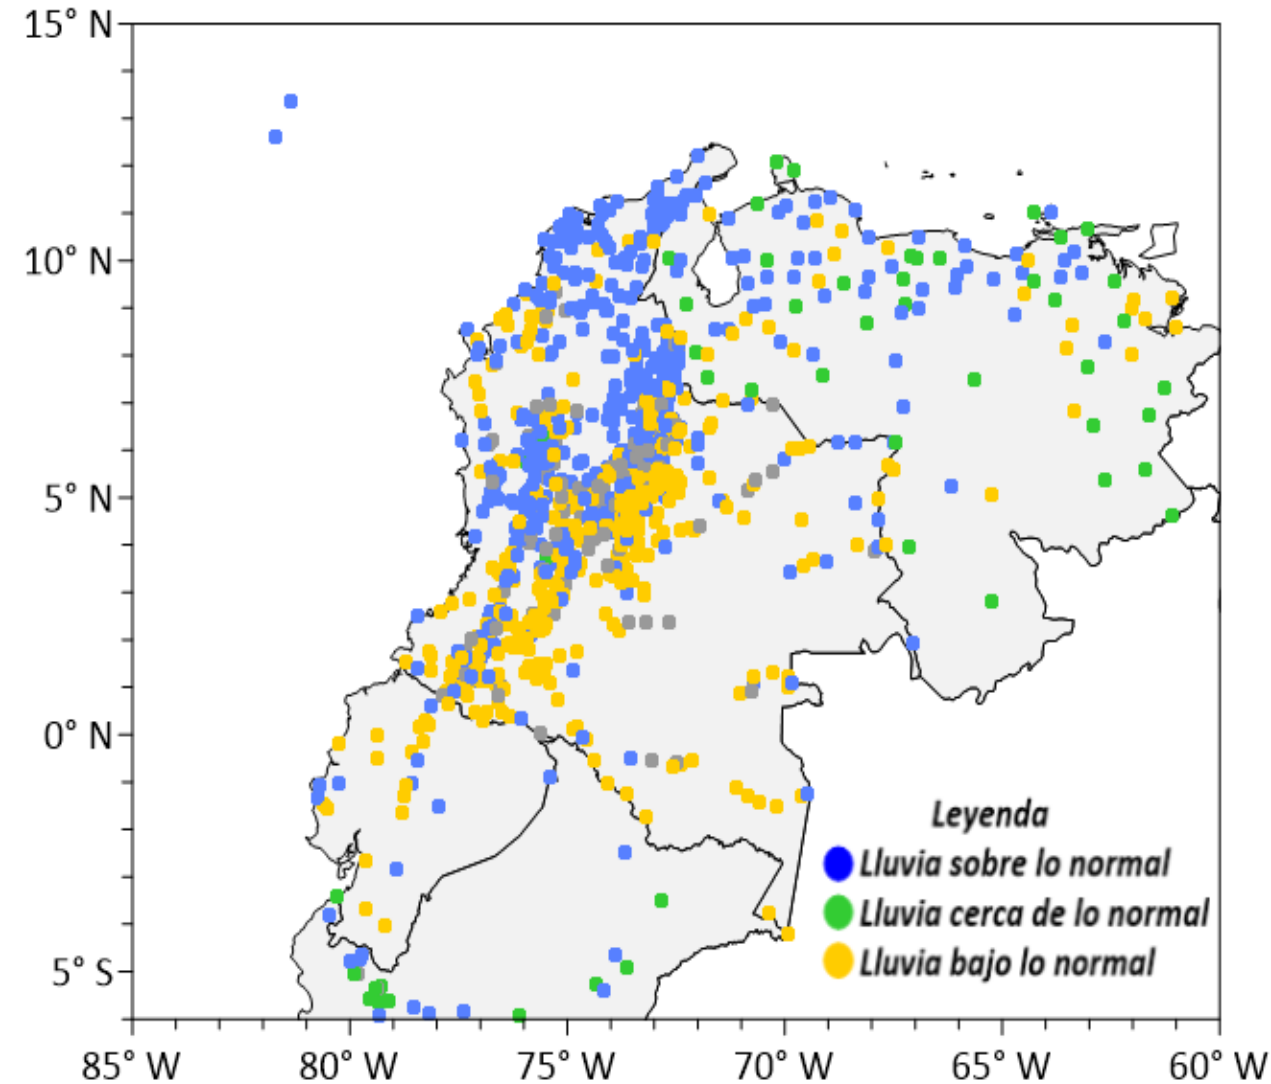 15° N
10° N
5° N
0° N
5° S
85° W
80° W
75° W
70° W
65° W
60° W
Leyenda
Lluvia sobre lo normal
Lluvia cerca de lo normal
Lluvia bajo lo normal